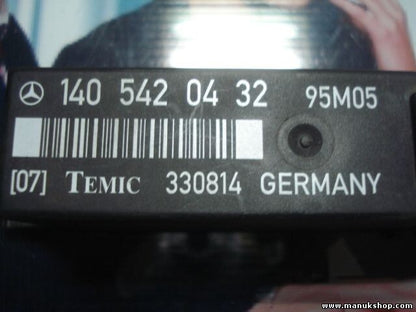 140 542 04 32 95M05
[07] TEMIC 330814 GERMANY
www.manukshop.com